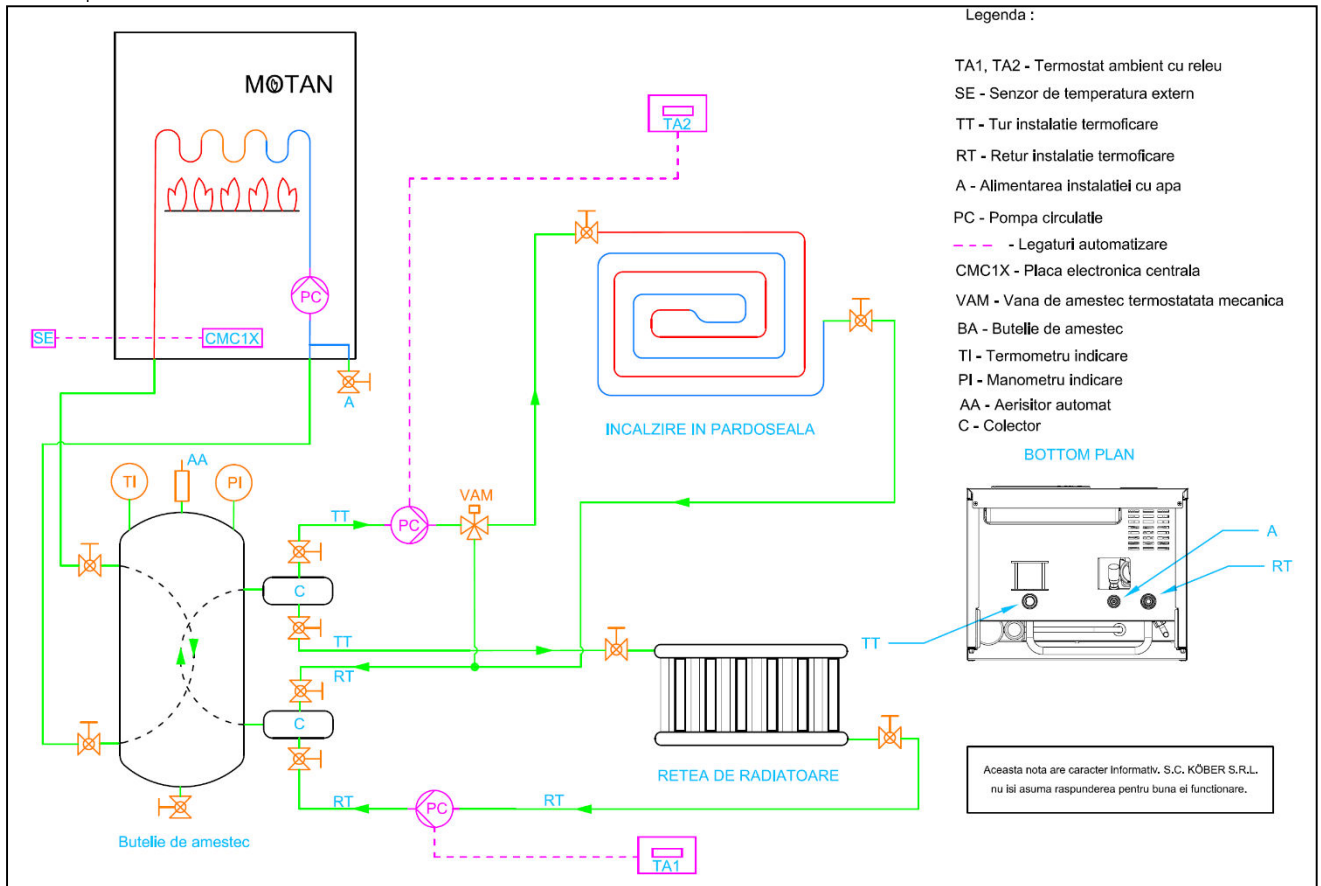 Legenda :
MOTAN
TA1, TA2 - Termostat ambient cu releu
SE - Senzor de temperatura extern
TT - Tur instalatie termoficare
RT - Retur instalatie termoficare
A - Alimentarea instalatiei cu apa
PC - Pompa circulatie
- Legaturi automatizare
CMC1X - Placa electronica centrala
VAM - Vana de amestec termostatata mecanica
BA - Butelie de amestec
TI - Termometru indicare
PI - Manometru indicare
AA - Aerisitor automat
C - Colector
BOTTOM PLAN
TA2
PC
SE
CMC1X
A
INCALZIRE IN PARDOSEALA
AA
TI
PI
VAM
TT
PC
C
TT
RT
C
A
RT
TT
RETEA DE RADIATOARE
RT
PC
RT
TA1
Butelie de amestec
Aceasta nota are caracter informativ. S.C. KÖBER S.R.L.
nu isi asuma raspunderea pentru buna ei functionare.